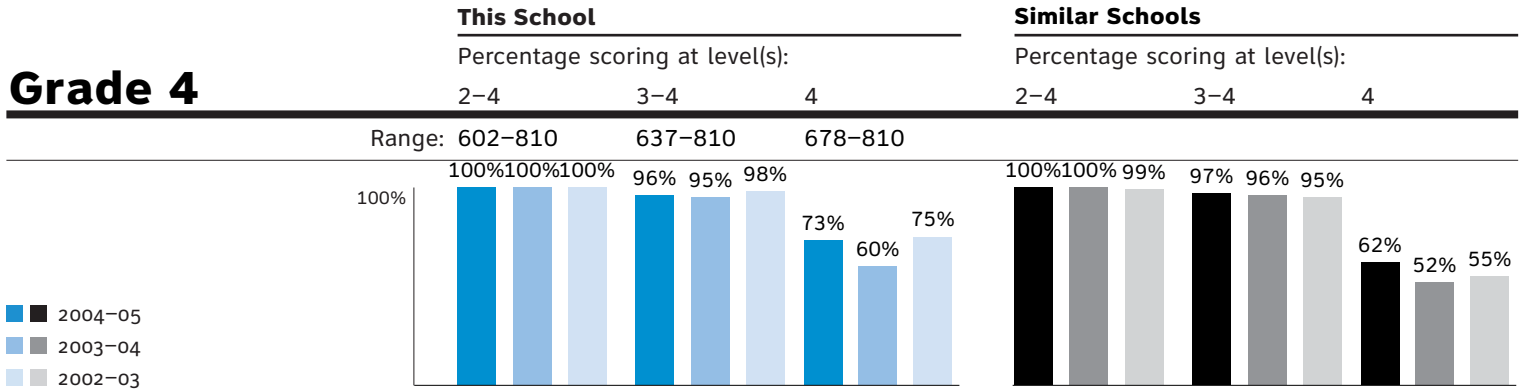 This School Similar Schools
Percentage scoring at level(s): Percentage scoring at level(s):
Grade 4 2–4 3–4 4 2–4 3–4 4
Range: 602–810 637–810 678–810
100% 100% 100% 96% 95% 98% 73% 60% 75% 100% 100% 99% 97% 96% 95% 62% 52% 55%
100%
2004–05
2003–04
2002–03